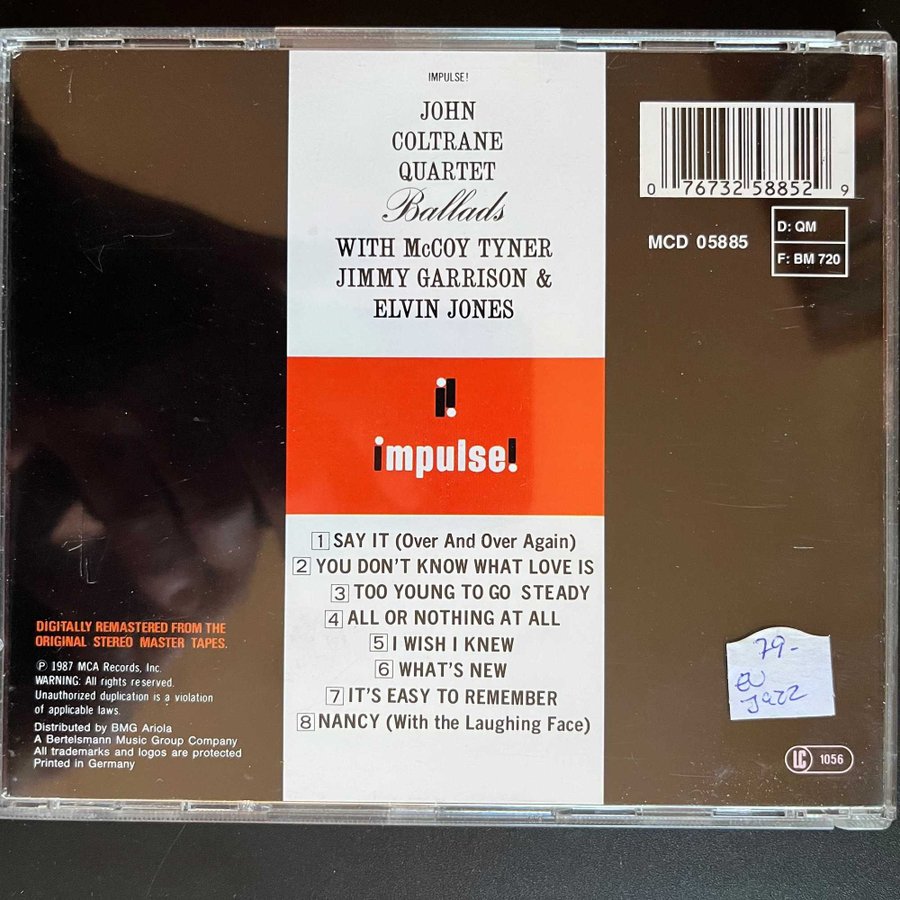 IMPULSE!
JOHN
COLTRANE
QUARTET
Ballads
WITH McCOY TYNER
JIMMY GARRISON &
ELVIN JONES
0 76732 58852 9
MCD 05885
D: QM
F: BM 720
impulse!
1 SAY IT (Over And Over Again)
2 YOU DON'T KNOW WHAT LOVE IS
3 TOO YOUNG TO GO STEADY
4 ALL OR NOTHING AT ALL
5 I WISH I KNEW
6 WHAT'S NEW
7 IT'S EASY TO REMEMBER
8 NANCY (With the Laughing Face)
DIGITALLY REMASTERED FROM THE
ORIGINAL STEREO MASTER TAPES.
℗ 1987 MCA Records, Inc.
WARNING: All rights reserved.
Unauthorized duplication is a violation
of applicable laws.
Distributed by BMG Ariola
A Bertelsmann Music Group Company
All trademarks and logos are protected
Printed in Germany
79-
EU
Jazz
LC 1056